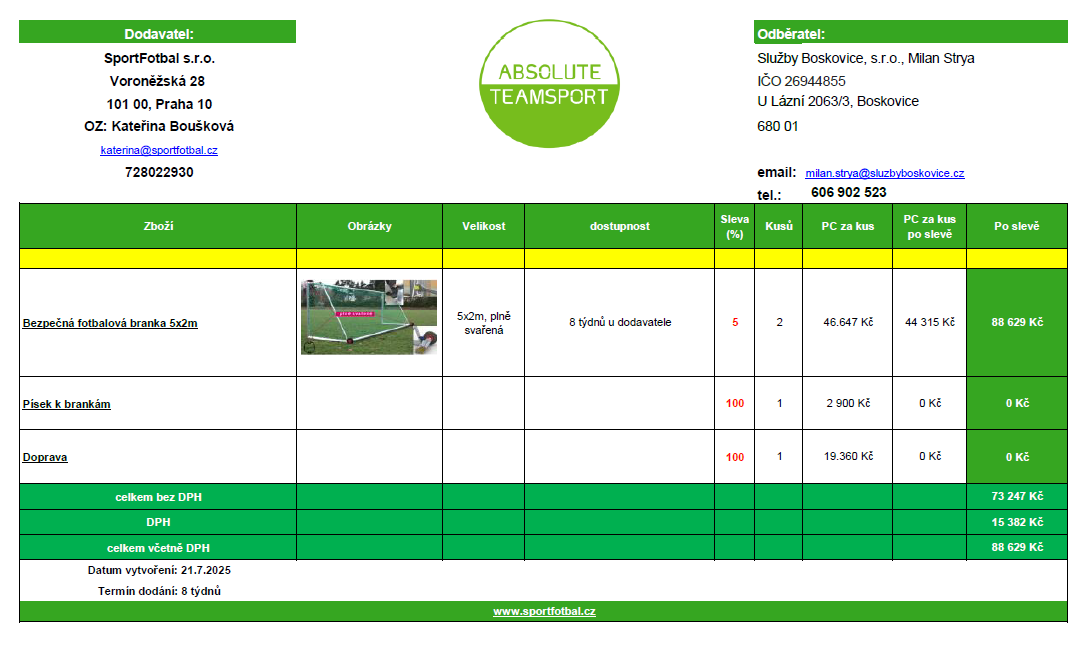 Dodavatel:
SportFotbal s.r.o.
Voroněžská 28
101 00, Praha 10
OZ: Kateřina Boušková
katerina@sportfotbal.cz
728022930
ABSOLUTE
TEAMSPORT
Odběratel:
Služby Boskovice, s.r.o., Milan Strya
IČO 26944855
U Lázní 2063/3, Boskovice
680 01
email: milan.strya@sluzbyboskovice.cz
tel.: 606 902 523
Zboží Obrázky Velikost dostupnost Sleva (%) Kusů PC za kus PC za kus po slevě Po slevě
Bezpečná fotbalová branka 5x2m plně svařená 5x2m, plně svařená 8 týdnů u dodavatele 5 2 46.647 Kč 44 315 Kč 88 629 Kč
Písek k brankám 100 1 2 900 Kč 0 Kč 0 Kč
Doprava 100 1 19.360 Kč 0 Kč 0 Kč
celkem bez DPH 73 247 Kč
DPH 15 382 Kč
celkem včetně DPH 88 629 Kč
Datum vytvoření: 21.7.2025
Termín dodání: 8 týdnů
www.sportfotbal.cz